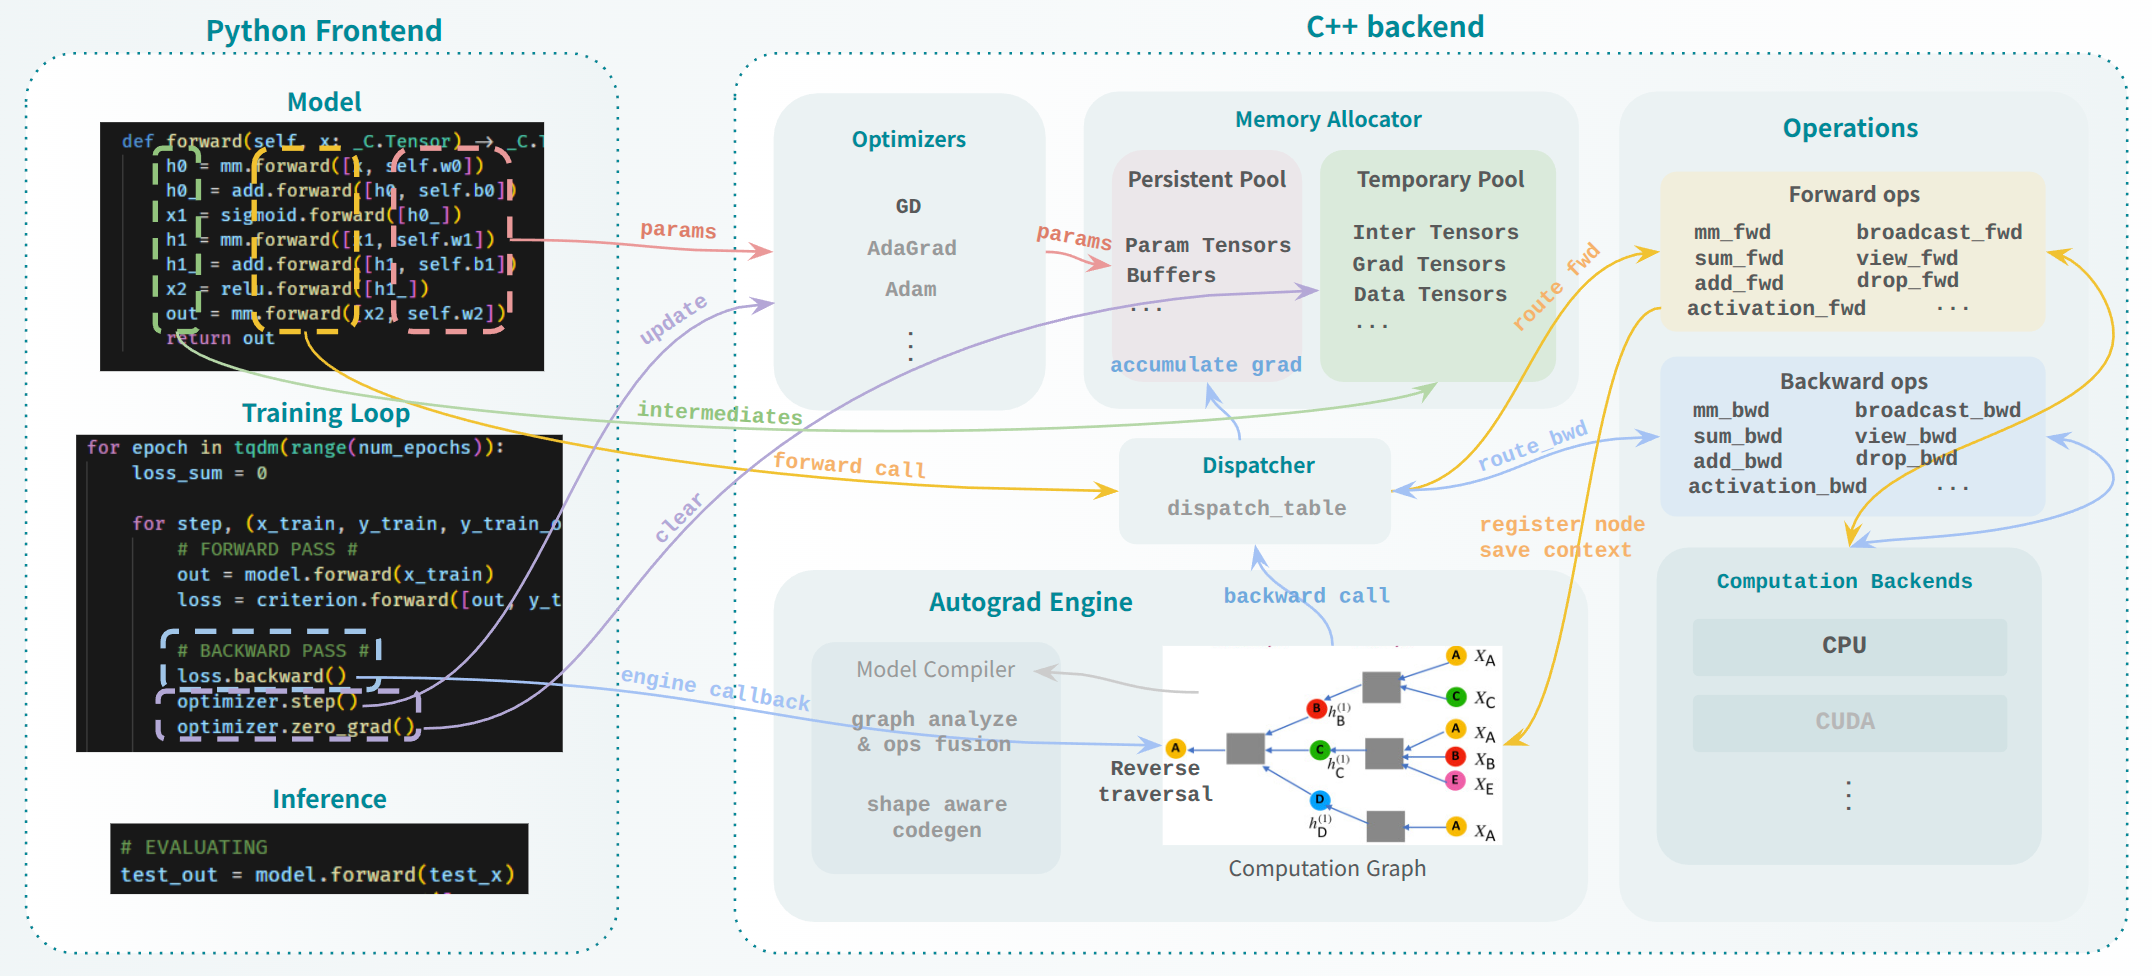 Python Frontend
Model
def forward(self, x: _C.Tensor) → _C.T
h0 = mm.forward([x, self.w0])
h0_ = add.forward([h0, self.b0])
x1 = sigmoid.forward([h0_])
h1 = mm.forward([x1, self.w1])
h1_ = add.forward([h1, self.b1])
x2 = relu.forward([h1_])
out = mm.forward([x2, self.w2])
return out
Training Loop
for epoch in tqdm(range(num_epochs)):
loss_sum = 0
for step, (x_train, y_train, y_train_o
# FORWARD PASS #
out = model.forward(x_train)
loss = criterion.forward([out, y_t
# BACKWARD PASS #
loss.backward()
optimizer.step()
optimizer.zero_grad()
Inference
# EVALUATING
test_out = model.forward(test_x)
params
update
intermediates
forward call
clear
engine callback
C++ backend
Optimizers
GD
AdaGrad
Adam
.
.
.
params
Memory Allocator
Persistent Pool
Param Tensors
Buffers
...
accumulate grad
Temporary Pool
Inter Tensors
Grad Tensors
Data Tensors
...
Dispatcher
dispatch_table
route fwd
route_bwd
register node
save context
backward call
Autograd Engine
Model Compiler
graph analyze
& ops fusion
shape aware
codegen
Reverse
traversal
A
B h_B^(1)
C h_C^(1)
D h_D^(1)
A X_A
C X_C
A X_A
B X_B
E X_E
A X_A
Computation Graph
Operations
Forward ops
mm_fwd broadcast_fwd
sum_fwd view_fwd
add_fwd drop_fwd
activation_fwd ...
Backward ops
mm_bwd broadcast_bwd
sum_bwd view_bwd
add_bwd drop_bwd
activation_bwd ...
Computation Backends
CPU
CUDA
.
.
.